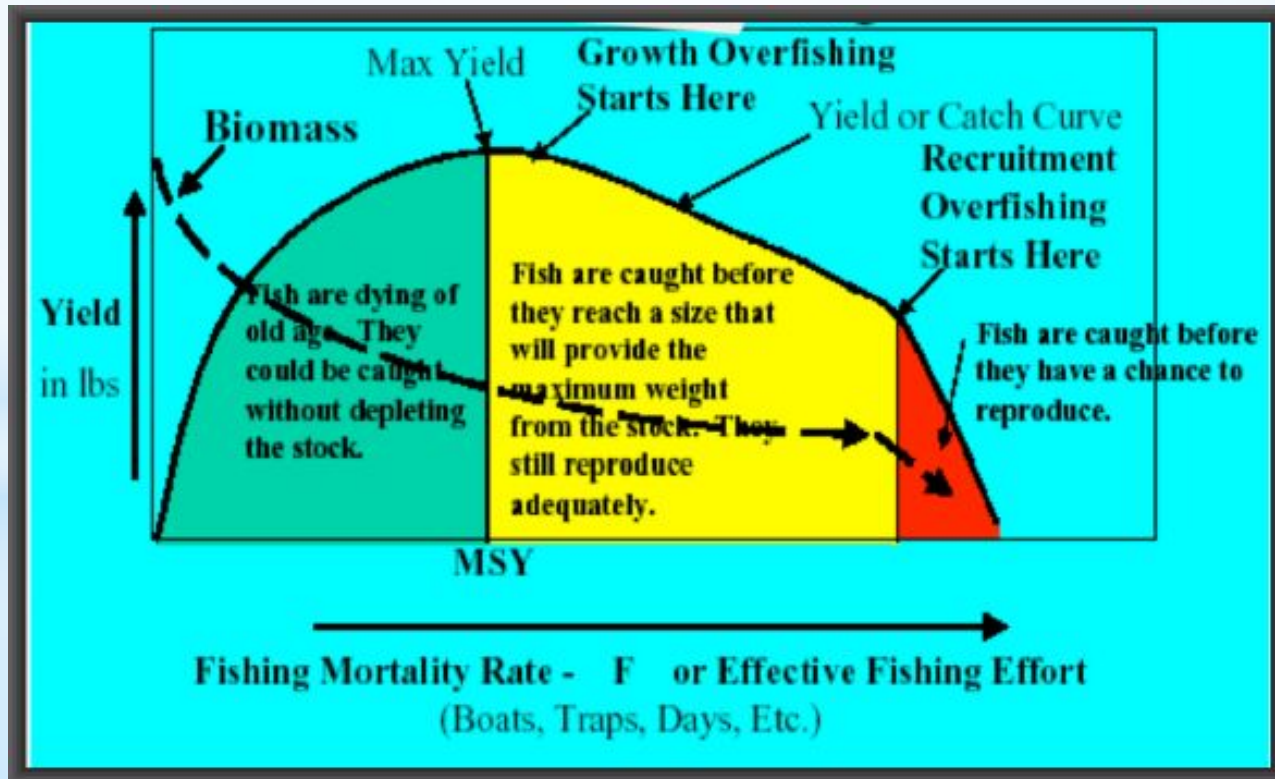 Max Yield
Growth Overfishing
Starts Here
Biomass
Yield or Catch Curve
Recruitment
Overfishing
Starts Here
Yield
in lbs
Fish are dying of
old age. They
could be caught
without depleting
the stock.
Fish are caught before
they reach a size that
will provide the
maximum weight
from the stock. They
still reproduce
adequately.
Fish are caught before
they have a chance to
reproduce.
MSY
Fishing Mortality Rate - F or Effective Fishing Effort
(Boats, Traps, Days, Etc.)